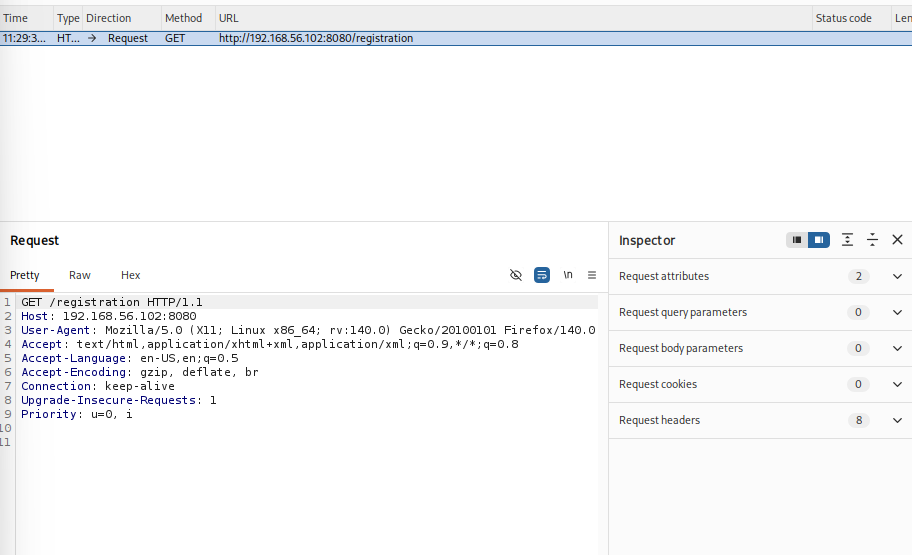 Time Type Direction Method URL Status code Len
11:29:3... HT... → Request GET http://192.168.56.102:8080/registration
Request
Pretty Raw Hex \n
1 GET /registration HTTP/1.1
2 Host: 192.168.56.102:8080
3 User-Agent: Mozilla/5.0 (X11; Linux x86_64; rv:140.0) Gecko/20100101 Firefox/140.0
4 Accept: text/html,application/xhtml+xml,application/xml;q=0.9,*/*;q=0.8
5 Accept-Language: en-US,en;q=0.5
6 Accept-Encoding: gzip, deflate, br
7 Connection: keep-alive
8 Upgrade-Insecure-Requests: 1
9 Priority: u=0, i
10
11
Inspector
Request attributes 2
Request query parameters 0
Request body parameters 0
Request cookies 0
Request headers 8